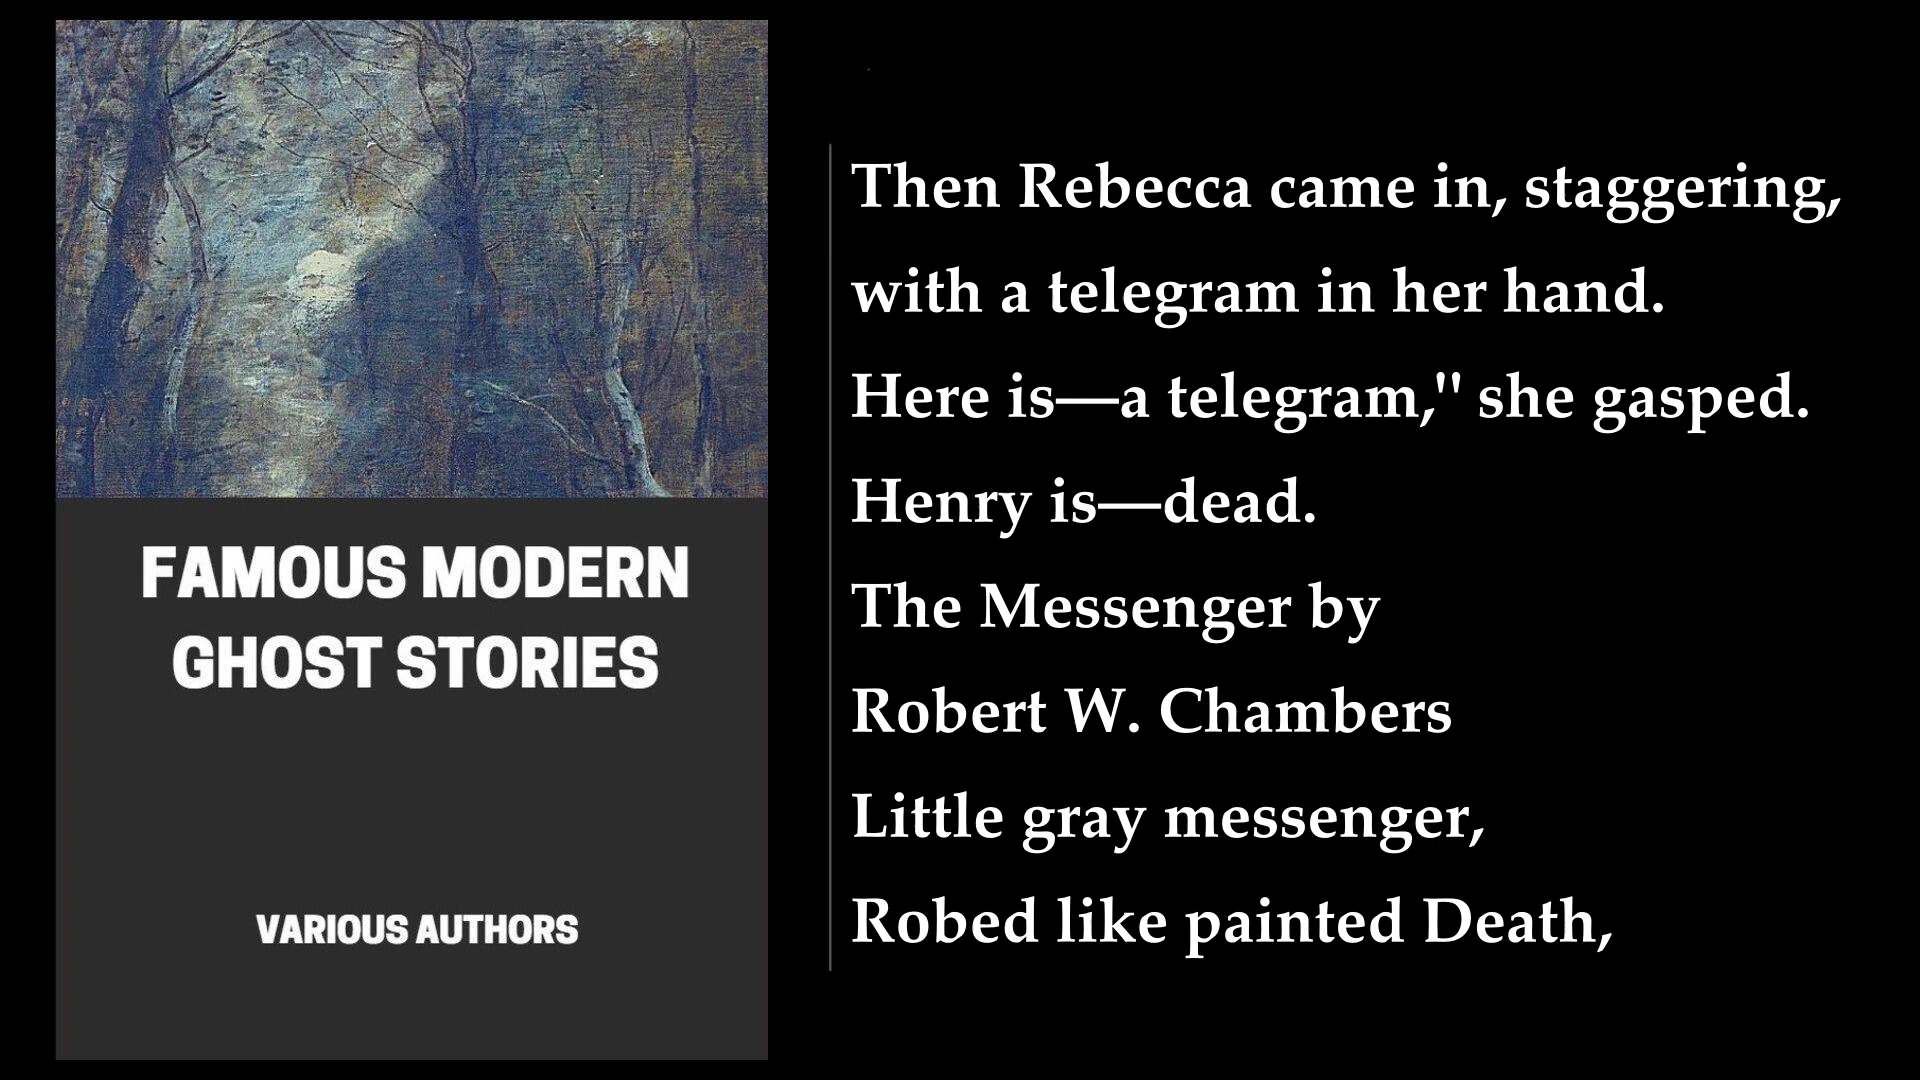 FAMOUS MODERN
GHOST STORIES
VARIOUS AUTHORS
Then Rebecca came in, staggering,
with a telegram in her hand.
Here is—a telegram," she gasped.
Henry is—dead.
The Messenger by
Robert W. Chambers
Little gray messenger,
Robed like painted Death,